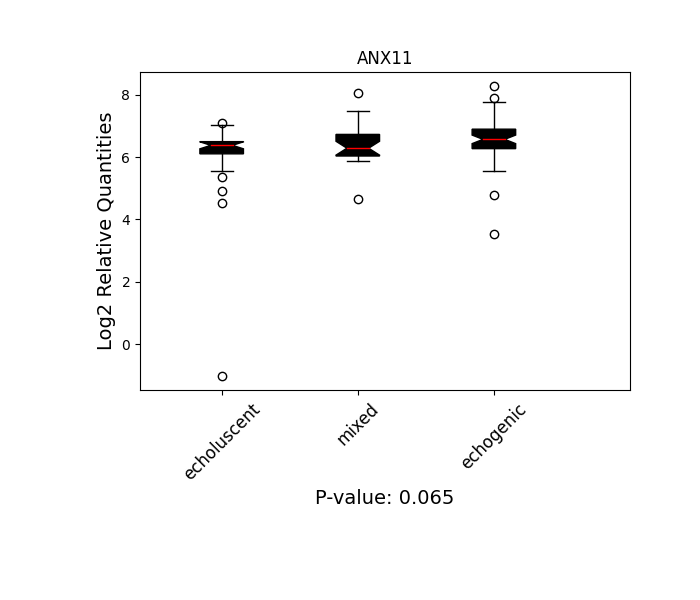 ANX11
Log2 Relative Quantities
8
6
4
2
0
echoluscent
mixed
echogenic
P-value: 0.065